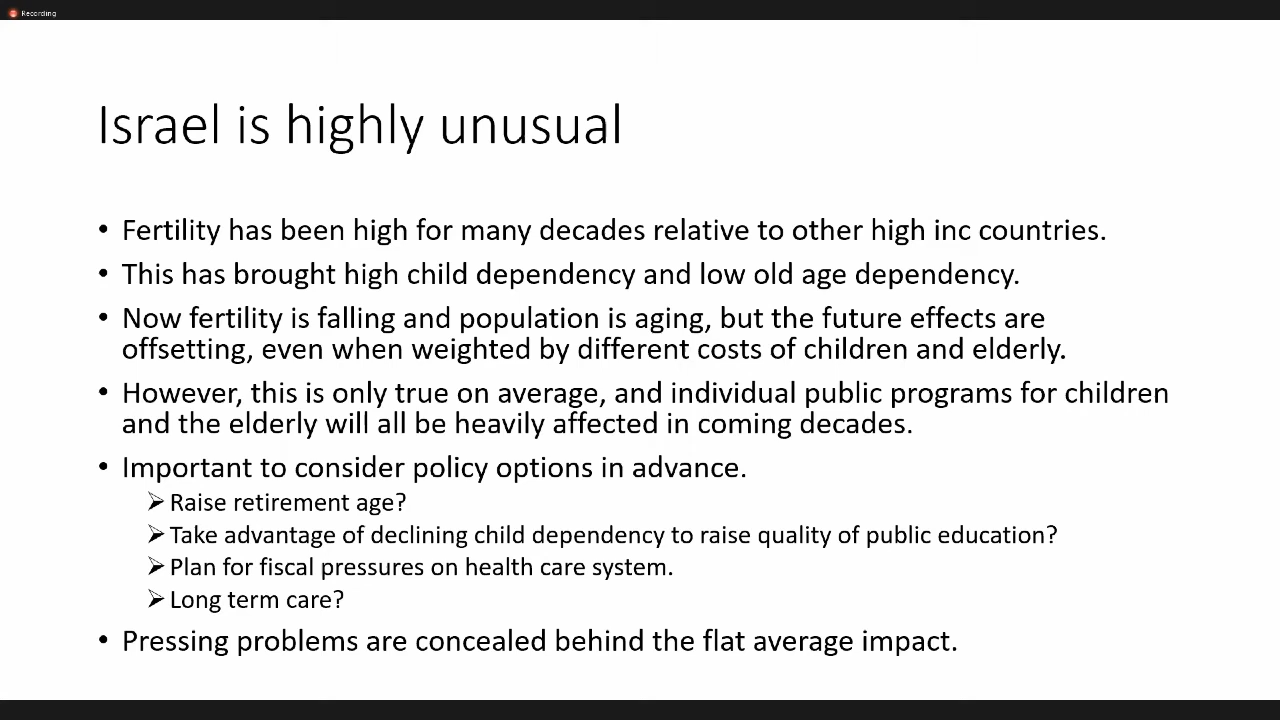 Recording
Israel is highly unusual
• Fertility has been high for many decades relative to other high inc countries.
• This has brought high child dependency and low old age dependency.
• Now fertility is falling and population is aging, but the future effects are
offsetting, even when weighted by different costs of children and elderly.
• However, this is only true on average, and individual public programs for children
and the elderly will all be heavily affected in coming decades.
• Important to consider policy options in advance.
➢ Raise retirement age?
➢ Take advantage of declining child dependency to raise quality of public education?
➢ Plan for fiscal pressures on health care system.
➢ Long term care?
• Pressing problems are concealed behind the flat average impact.